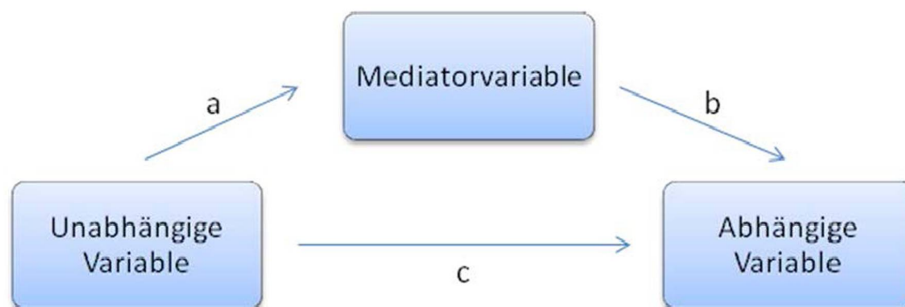 Mediatorvariable
a
b
Unabhängige
Variable
c
Abhängige
Variable